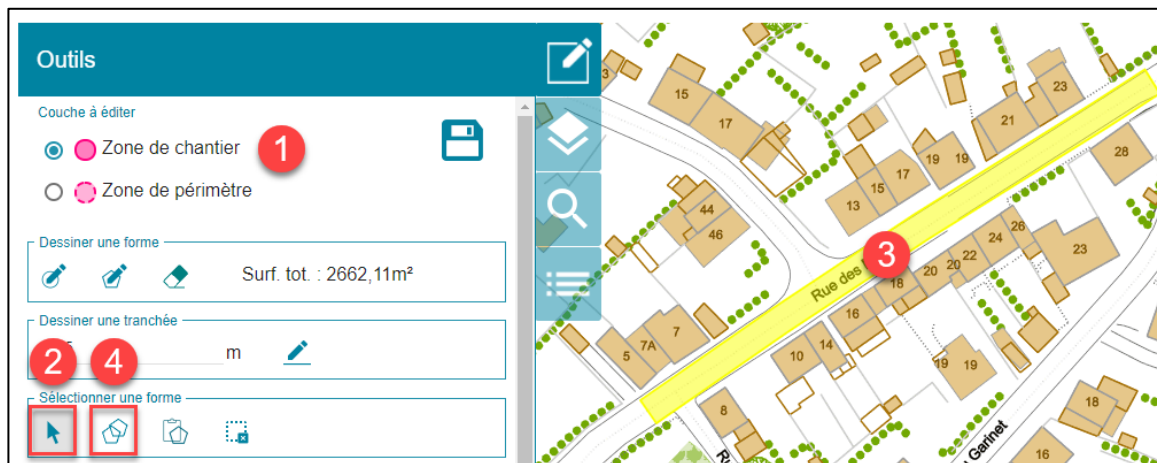 Outils
Couche à éditer
Zone de chantier 1
Zone de périmètre
Dessiner une forme
Surf. tot. : 2662,11m²
Dessiner une tranchée
m
2 4
Sélectionner une forme
3
15
17
23
21
28
19 19
17
15
13
44
46
26
24
22
20
20
23
Rue des
3
18
16
7
7A
5
14
10
19 19
8
18
Garinet
16